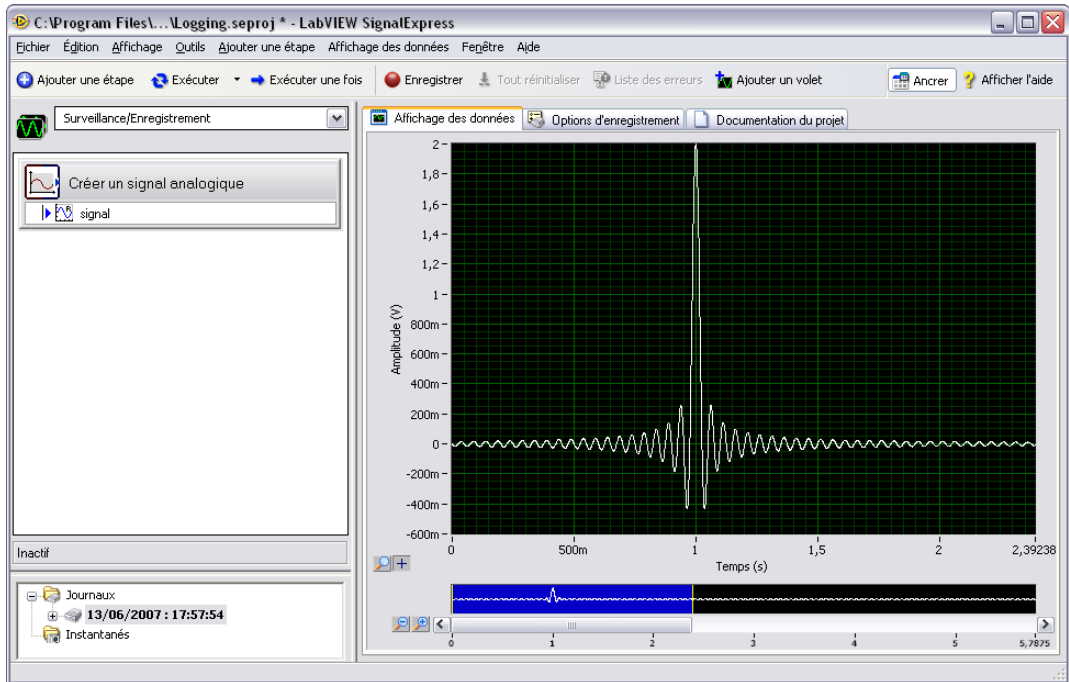 C:\Program Files\...\Logging.seproj * - LabVIEW SignalExpress
Fichier Édition Affichage Outils Ajouter une étape Affichage des données Fenêtre Aide
Ajouter une étape Exécuter Exécuter une fois Enregistrer Tout réinitialiser Liste des erreurs Ajouter un volet Ancrer Afficher l'aide
Surveillance/Enregistrement
Créer un signal analogique
signal
Inactif
Journaux
13/06/2007 : 17:57:54
Instantanés
Affichage des données Options d'enregistrement Documentation du projet
2
1,8
1,6
1,4
1,2
1
800m
600m
400m
200m
0
-200m
-400m
-600m
Amplitude (V)
0 500m 1 1,5 2 2,39238
Temps (s)
0 1 2 3 4 5 5,7875